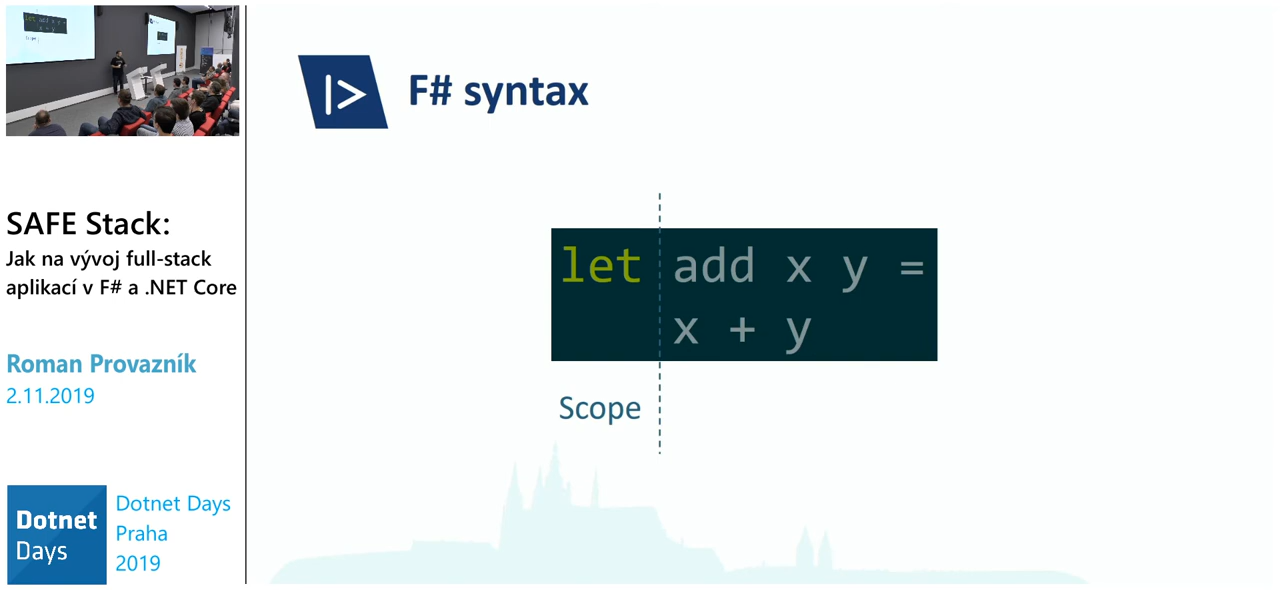 SAFE Stack:
Jak na vývoj full-stack
aplikací v F# a .NET Core
Roman Provazník
2.11.2019
Dotnet
Days
Dotnet Days
Praha
2019
|> F# syntax
let add x y =
x + y
Scope